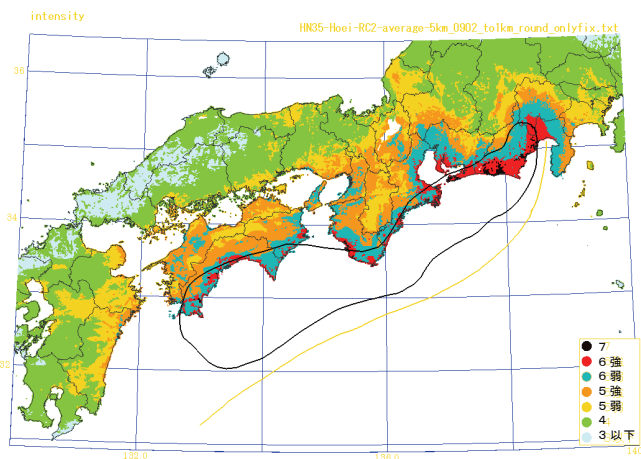 intensity
HN35-Hoei-RC2-average-5km_0902_to1km_round_onlyfix.txt
36
34
32
132.0
136.0
140
7
6強
6弱
5強
5弱
4
3以下